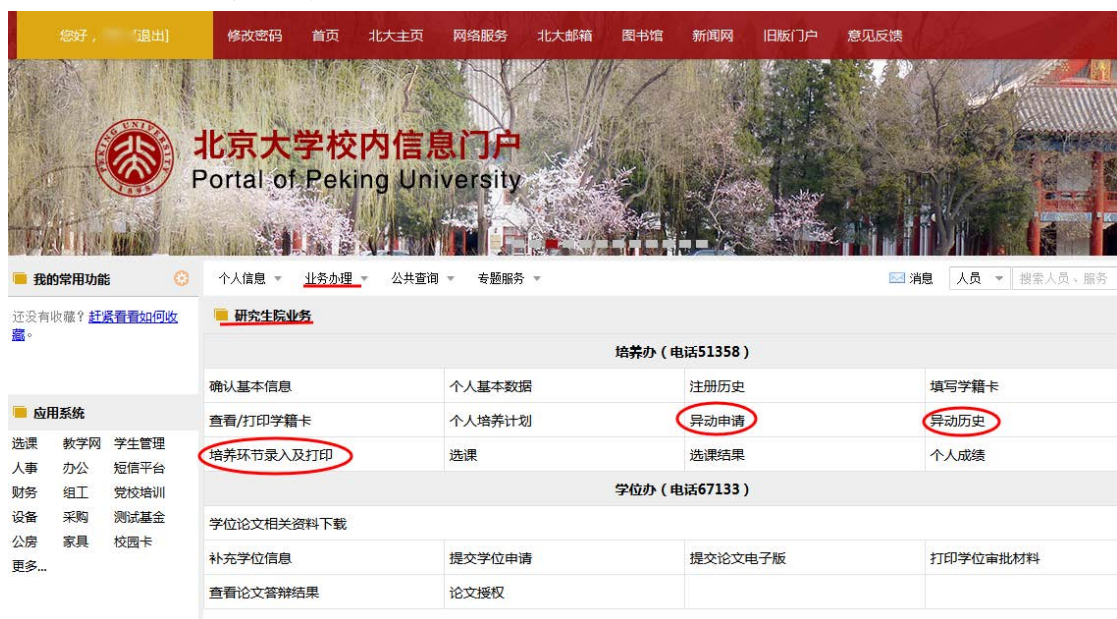 您好， [退出] 修改密码 首页 北大主页 网络服务 北大邮箱 图书馆 新闻网 旧版门户 意见反馈
北京大学校内信息门户
Portal of Peking University
PEKING UNIVERSITY
1898
我的常用功能
个人信息 业务办理 公共查询 专题服务 消息 人员 搜索人员、服务
还没有收藏？赶紧看看如何收
藏。
研究生院业务
培养办（电话51358）
确认基本信息 个人基本数据 注册历史 填写学籍卡
应用系统
查看/打印学籍卡 个人培养计划 异动申请 异动历史
选课 教学网 学生管理
培养环节录入及打印 选课 选课结果 个人成绩
人事 办公 短信平台
财务 组工 党校培训
学位办（电话67133）
设备 采购 测试基金
学位论文相关资料下载
公房 家具 校园卡
补充学位信息 提交学位申请 提交论文电子版 打印学位审批材料
更多...
查看论文答辩结果 论文授权